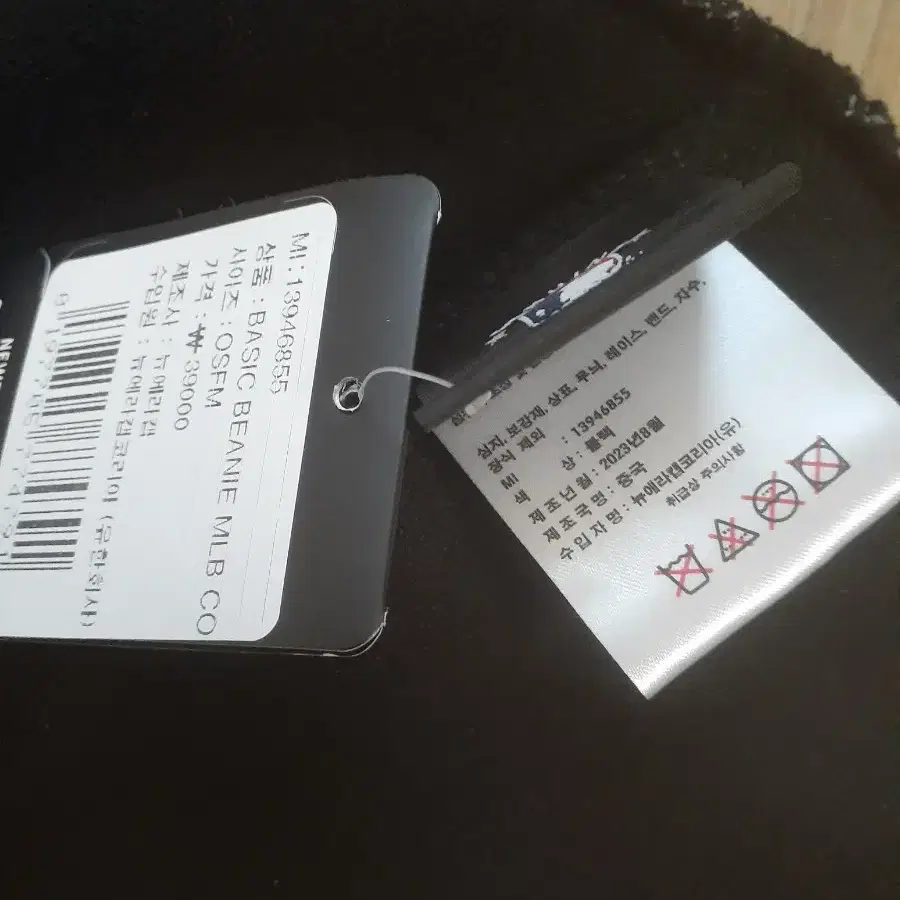 MI:13946855
상품 : BASIC BEANIE MLB CO
사이즈 : OSFM
가격 : ₩ 39000
제조사 : 뉴에라캡
수입원 : 뉴에라캡코리아(유한회사)
심지, 보강재, 상표, 무늬, 레이스, 밴드, 자수,
장식 제외
MI : 13946855
색 상 : 블랙
제 조 년 월 : 2023년8월
제 조 국 명 : 중국
수 입 자 명 : 뉴에라캡코리아(유)
취급상 주의사항